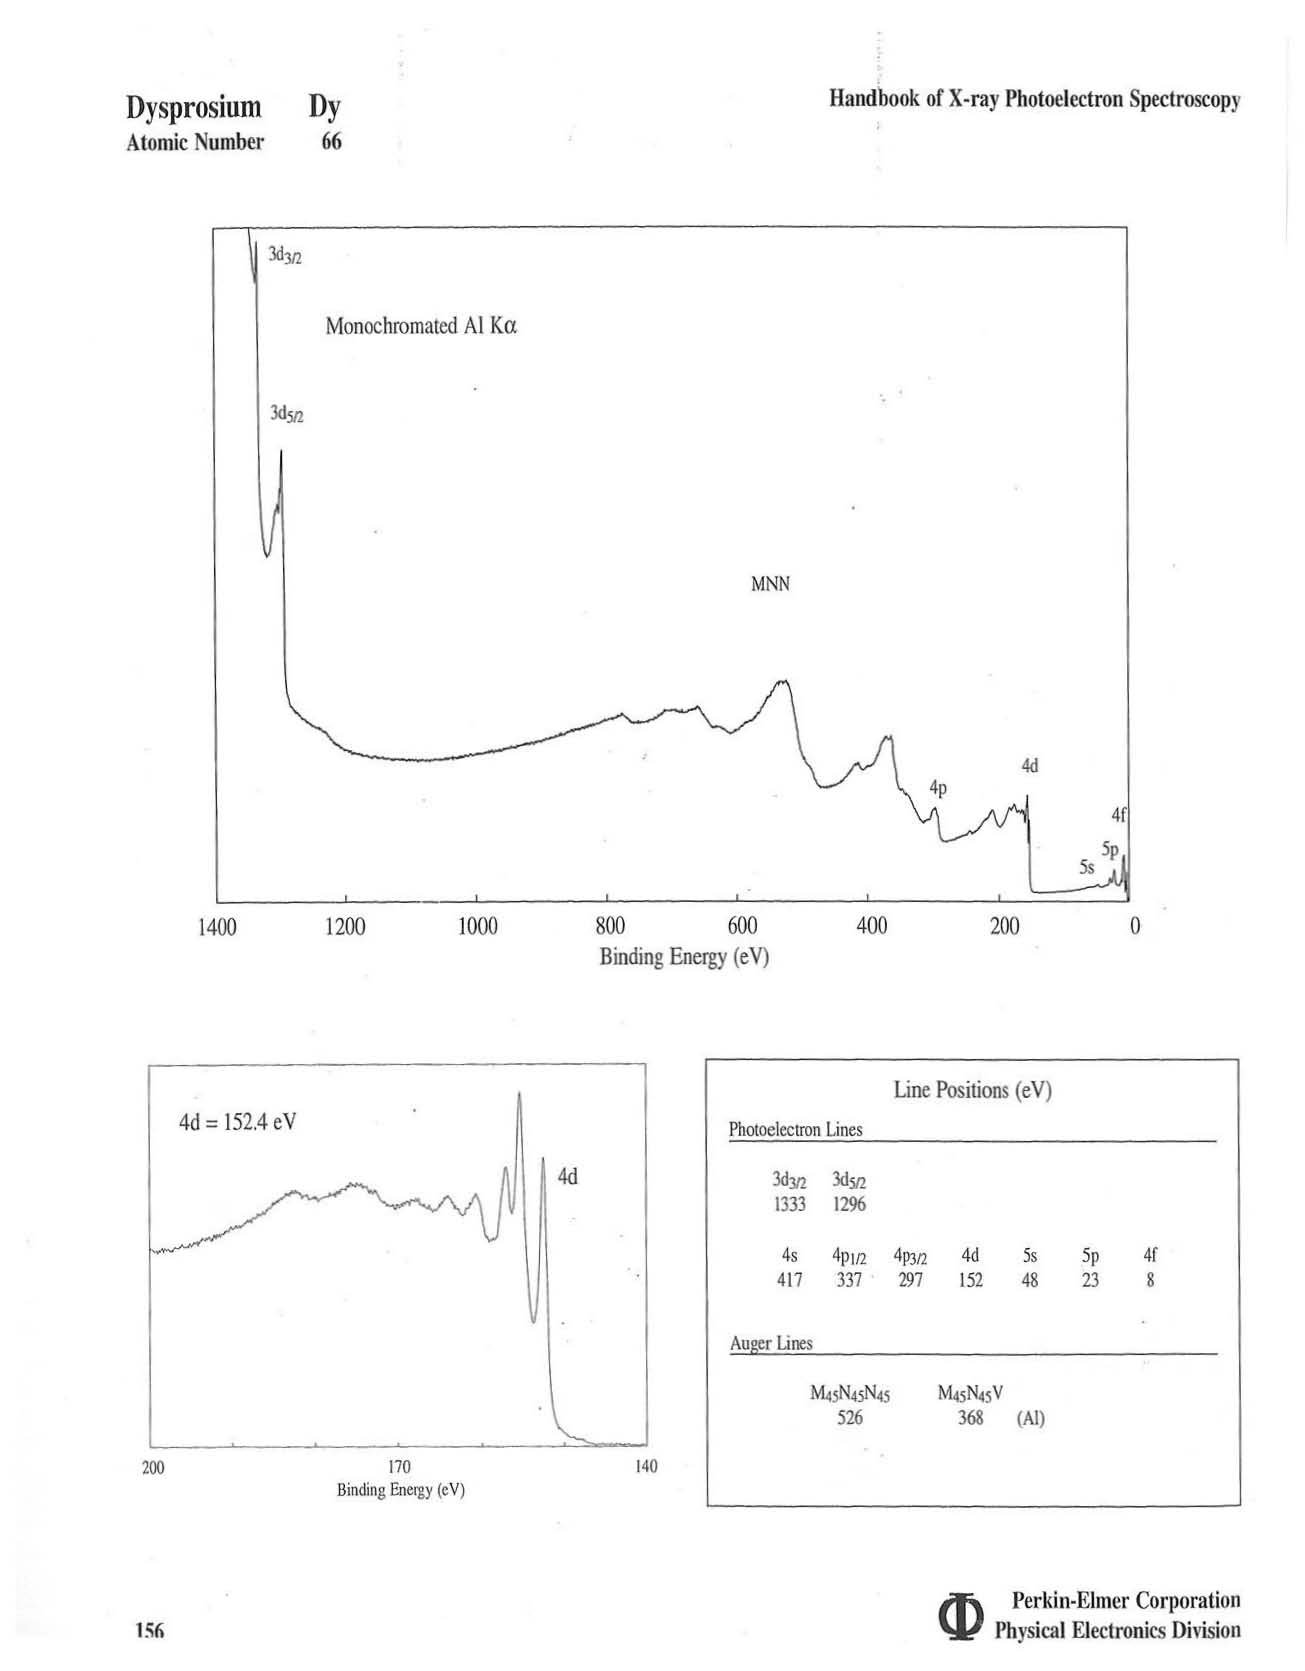 Dysprosium Dy
Atomic Number 66
Handbook of X-ray Photoelectron Spectroscopy
3d3/2
Monochromated Al Kα
3d5/2
MNN
4p
4d
4f
5p
5s
1400 1200 1000 800 600 400 200 0
Binding Energy (eV)
4d = 152.4 eV
4d
200 170 140
Binding Energy (eV)
Line Positions (eV)
Photoelectron Lines
3d3/2 3d5/2
1333 1296
4s 4p1/2 4p3/2 4d 5s 5p 4f
417 337 297 152 48 23 8
Auger Lines
M45N45N45 M45N45V
526 368 (Al)
156
Perkin-Elmer Corporation
Physical Electronics Division